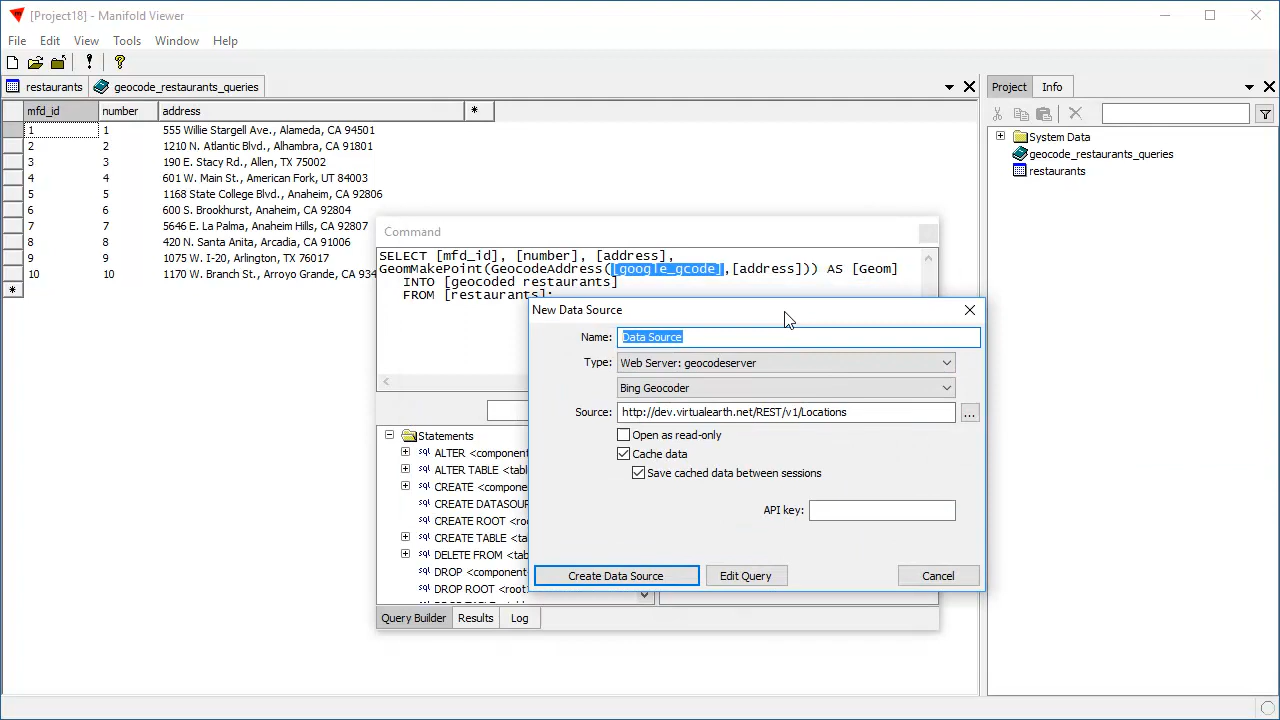 [Project18] - Manifold Viewer
File Edit View Tools Window Help
restaurants geocode_restaurants_queries
mfd_id number address *
1 1 555 Willie Stargell Ave., Alameda, CA 94501
2 2 1210 N. Atlantic Blvd., Alhambra, CA 91801
3 3 190 E. Stacy Rd., Allen, TX 75002
4 4 601 W. Main St., American Fork, UT 84003
5 5 1168 State College Blvd., Anaheim, CA 92806
6 6 600 S. Brookhurst, Anaheim, CA 92804
7 7 5646 E. La Palma, Anaheim Hills, CA 92807
8 8 420 N. Santa Anita, Arcadia, CA 91006
9 9 1075 W. I-20, Arlington, TX 76017
10 10 1170 W. Branch St., Arroyo Grande, CA 934
*
Command
SELECT [mfd_id], [number], [address],
GeomMakePoint(GeocodeAddress([google_gcode],[address])) AS [Geom]
INTO [geocoded restaurants]
FROM [restaurants];
Statements
ALTER <component
ALTER TABLE <tabl
CREATE <compone
CREATE DATASOUR
CREATE ROOT <roo
CREATE TABLE <tab
DELETE FROM <tabl
DROP <component
DROP ROOT <root
Query Builder Results Log
New Data Source
Name: Data Source
Type: Web Server: geocodeserver
Bing Geocoder
Source: http://dev.virtualearth.net/REST/v1/Locations ...
Open as read-only
Cache data
Save cached data between sessions
API key:
Create Data Source Edit Query Cancel
Project Info
System Data
geocode_restaurants_queries
restaurants